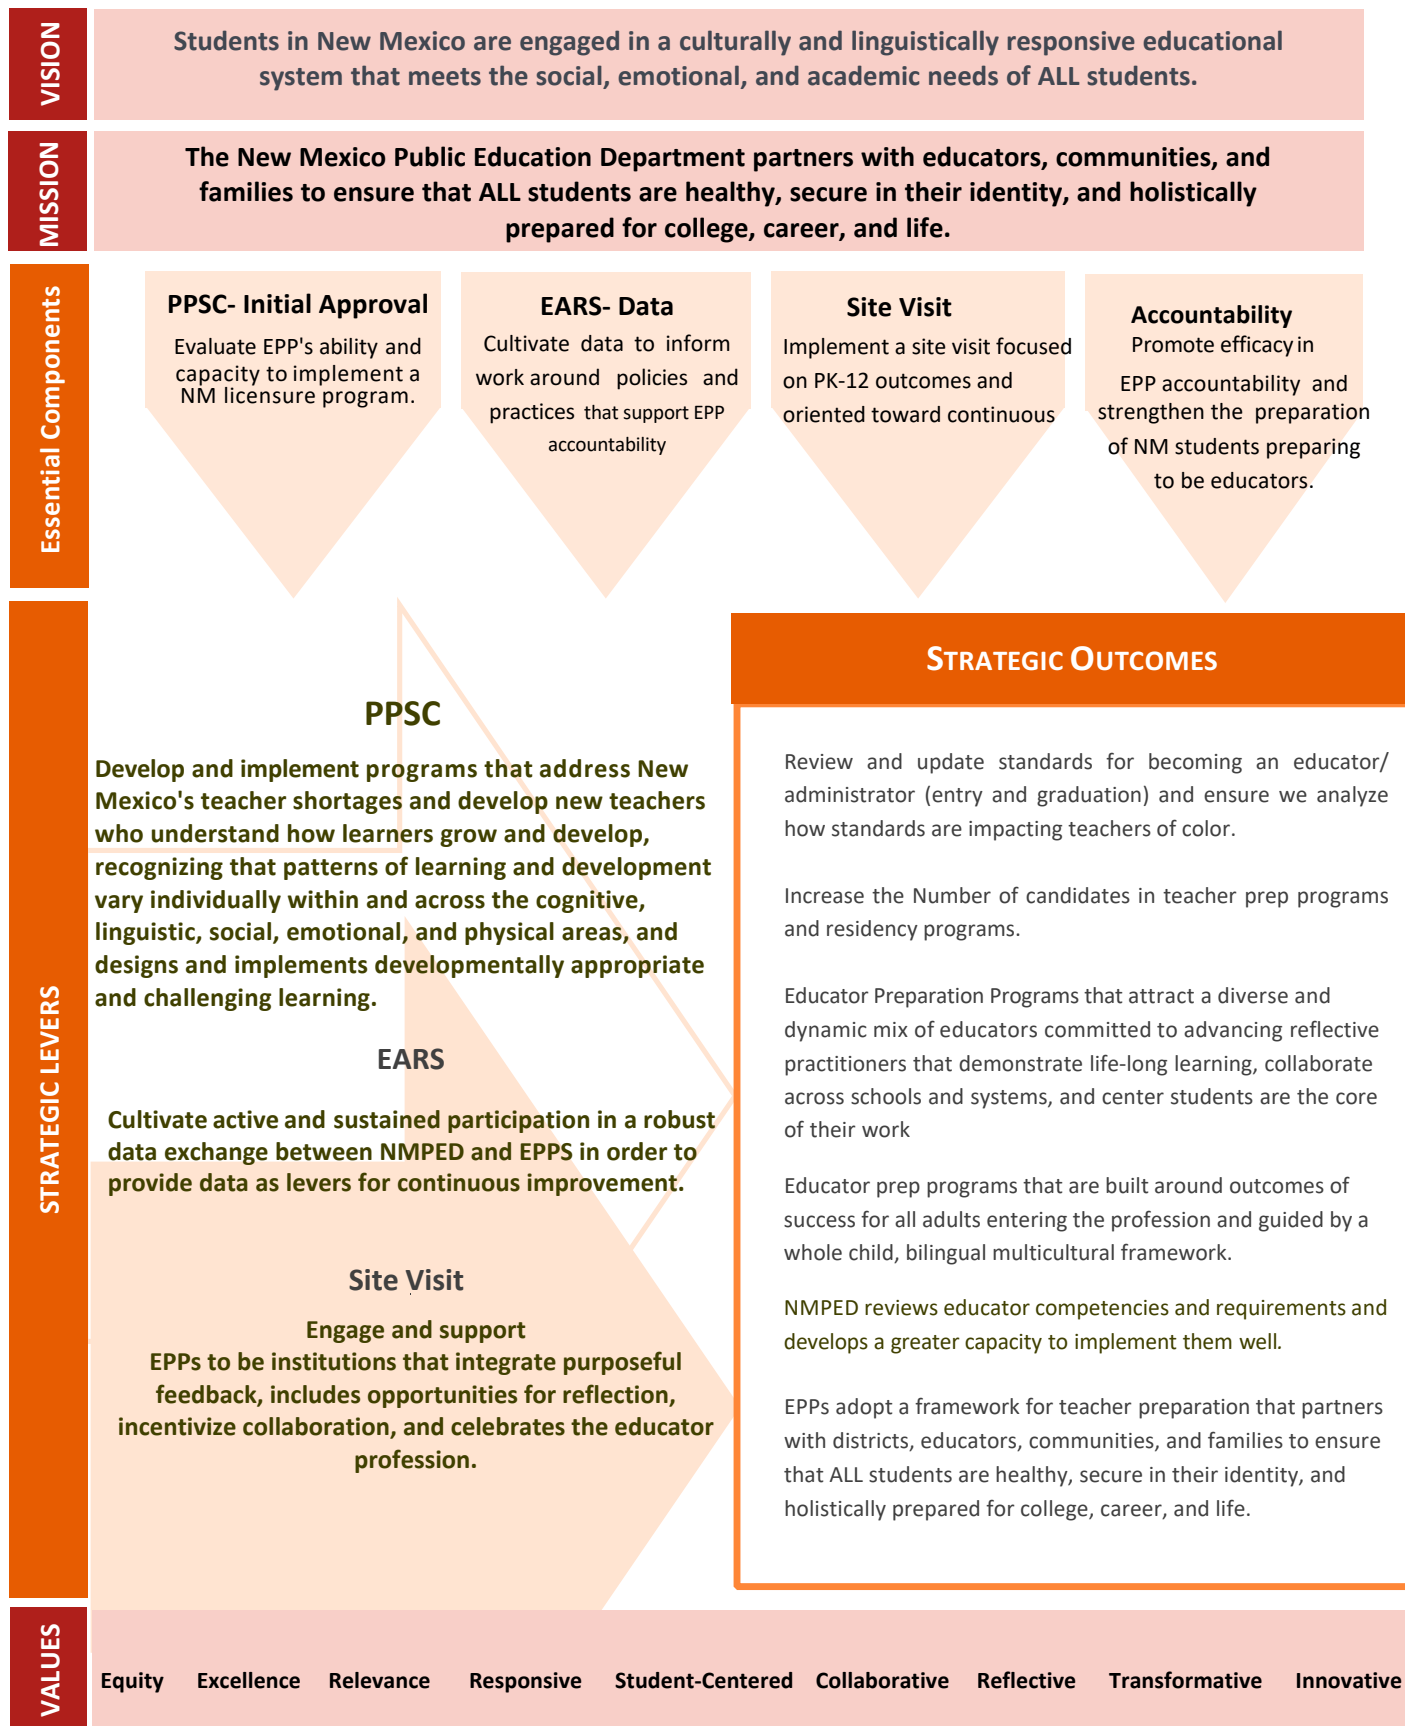 VISION
Students in New Mexico are engaged in a culturally and linguistically responsive educational
system that meets the social, emotional, and academic needs of ALL students.
MISSION
The New Mexico Public Education Department partners with educators, communities, and
families to ensure that ALL students are healthy, secure in their identity, and holistically
prepared for college, career, and life.
Essential Components
PPSC- Initial Approval
Evaluate EPP's ability and
capacity to implement a
NM licensure program.
EARS- Data
Cultivate data to inform
work around policies and
practices that support EPP
accountability
Site Visit
Implement a site visit focused
on PK-12 outcomes and
oriented toward continuous
Accountability
Promote efficacy in
EPP accountability and
strengthen the preparation
of NM students preparing
to be educators.
STRATEGIC LEVERS
PPSC
Develop and implement programs that address New
Mexico's teacher shortages and develop new teachers
who understand how learners grow and develop,
recognizing that patterns of learning and development
vary individually within and across the cognitive,
linguistic, social, emotional, and physical areas, and
designs and implements developmentally appropriate
and challenging learning.
EARS
Cultivate active and sustained participation in a robust
data exchange between NMPED and EPPS in order to
provide data as levers for continuous improvement.
Site Visit
Engage and support
EPPs to be institutions that integrate purposeful
feedback, includes opportunities for reflection,
incentivize collaboration, and celebrates the educator
profession.
STRATEGIC OUTCOMES
Review and update standards for becoming an educator/
administrator (entry and graduation) and ensure we analyze
how standards are impacting teachers of color.
Increase the Number of candidates in teacher prep programs
and residency programs.
Educator Preparation Programs that attract a diverse and
dynamic mix of educators committed to advancing reflective
practitioners that demonstrate life-long learning, collaborate
across schools and systems, and center students are the core
of their work
Educator prep programs that are built around outcomes of
success for all adults entering the profession and guided by a
whole child, bilingual multicultural framework.
NMPED reviews educator competencies and requirements and
develops a greater capacity to implement them well.
EPPs adopt a framework for teacher preparation that partners
with districts, educators, communities, and families to ensure
that ALL students are healthy, secure in their identity, and
holistically prepared for college, career, and life.
VALUES
Equity Excellence Relevance Responsive Student-Centered Collaborative Reflective Transformative Innovative